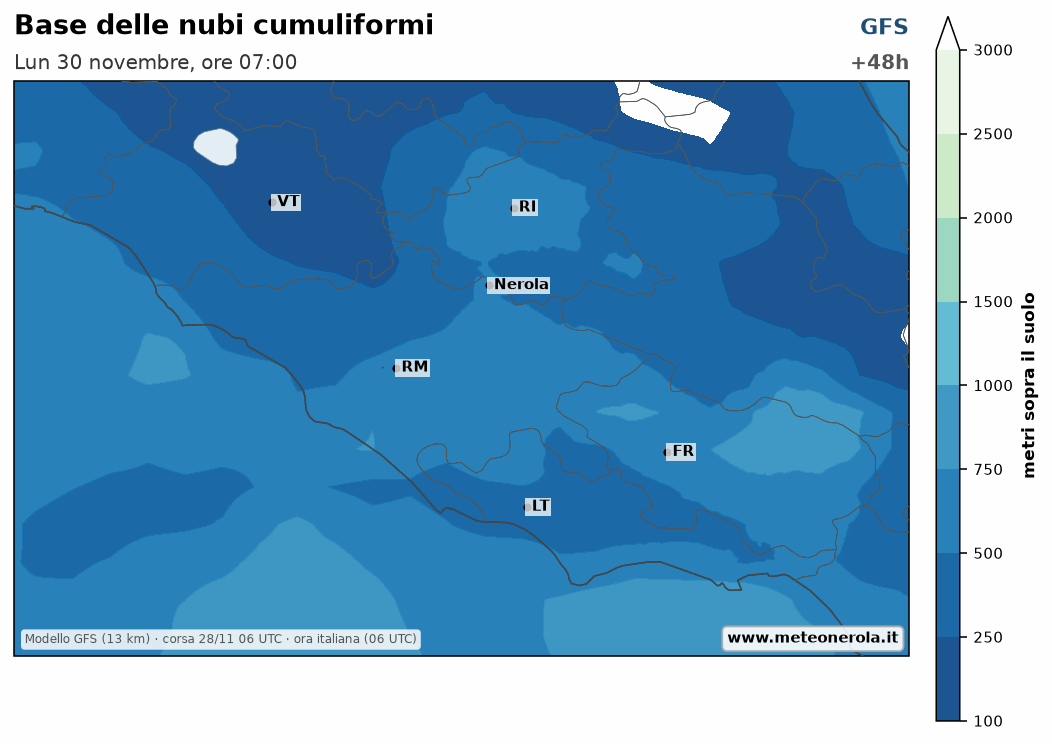 Base delle nubi cumuliformi
GFS
Lun 30 novembre, ore 07:00
+48h
3000
2500
2000
1500
1000
750
500
250
100
metri sopra il suolo
VT
RI
Nerola
RM
FR
LT
Modello GFS (13 km) · corsa 28/11 06 UTC · ora italiana (06 UTC)
www.meteonerola.it